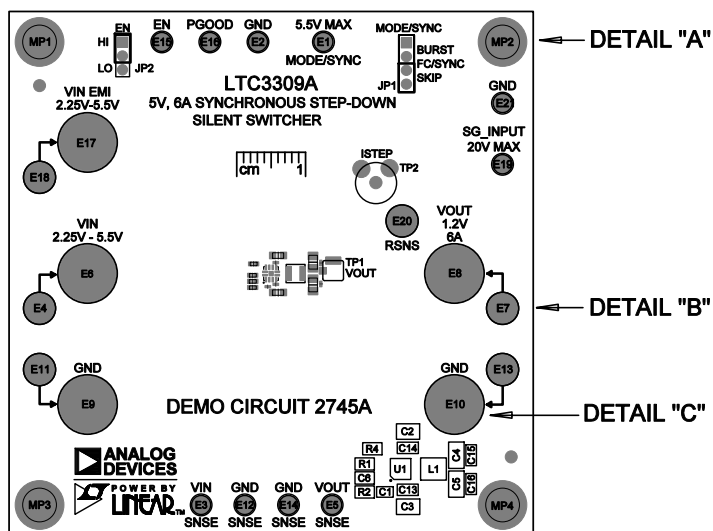 EN
EN
PGOOD
GND
5.5V MAX
MODE/SYNC
MP1
HI
E15
E16
E2
E1
MP2
DETAIL "A"
LO
JP2
MODE/SYNC
BURST
FC/SYNC
SKIP
JP1
LTC3309A
5V, 6A SYNCHRONOUS STEP-DOWN
SILENT SWITCHER
VIN EMI
2.25V-5.5V
E17
E18
GND
E21
SG_INPUT
20V MAX
E19
cm
1
ISTEP
TP2
E20
RSNS
VIN
2.25V - 5.5V
E6
E4
TP1
VOUT
VOUT
1.2V
6A
E8
E7
DETAIL "B"
E11
GND
E9
GND
E13
E10
DETAIL "C"
DEMO CIRCUIT 2745A
C2
R4
C14
R1
U1
L1
C4
C15
C6
C5
C16
R2
C1
C13
C3
ANALOG
DEVICES
POWER BY
LINEAR™
MP3
VIN
GND
GND
VOUT
E3
E12
E14
E5
SNSE
SNSE
SNSE
SNSE
MP4